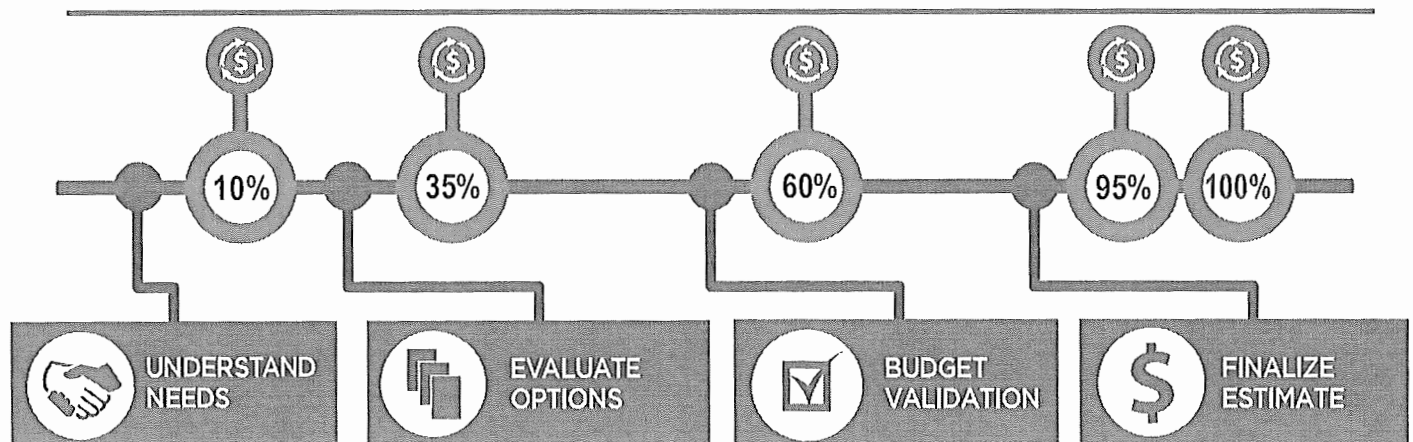 $ $ $ $ $
10% 35% 60% 95% 100%
UNDERSTAND
NEEDS
EVALUATE
OPTIONS
BUDGET
VALIDATION
$
FINALIZE
ESTIMATE